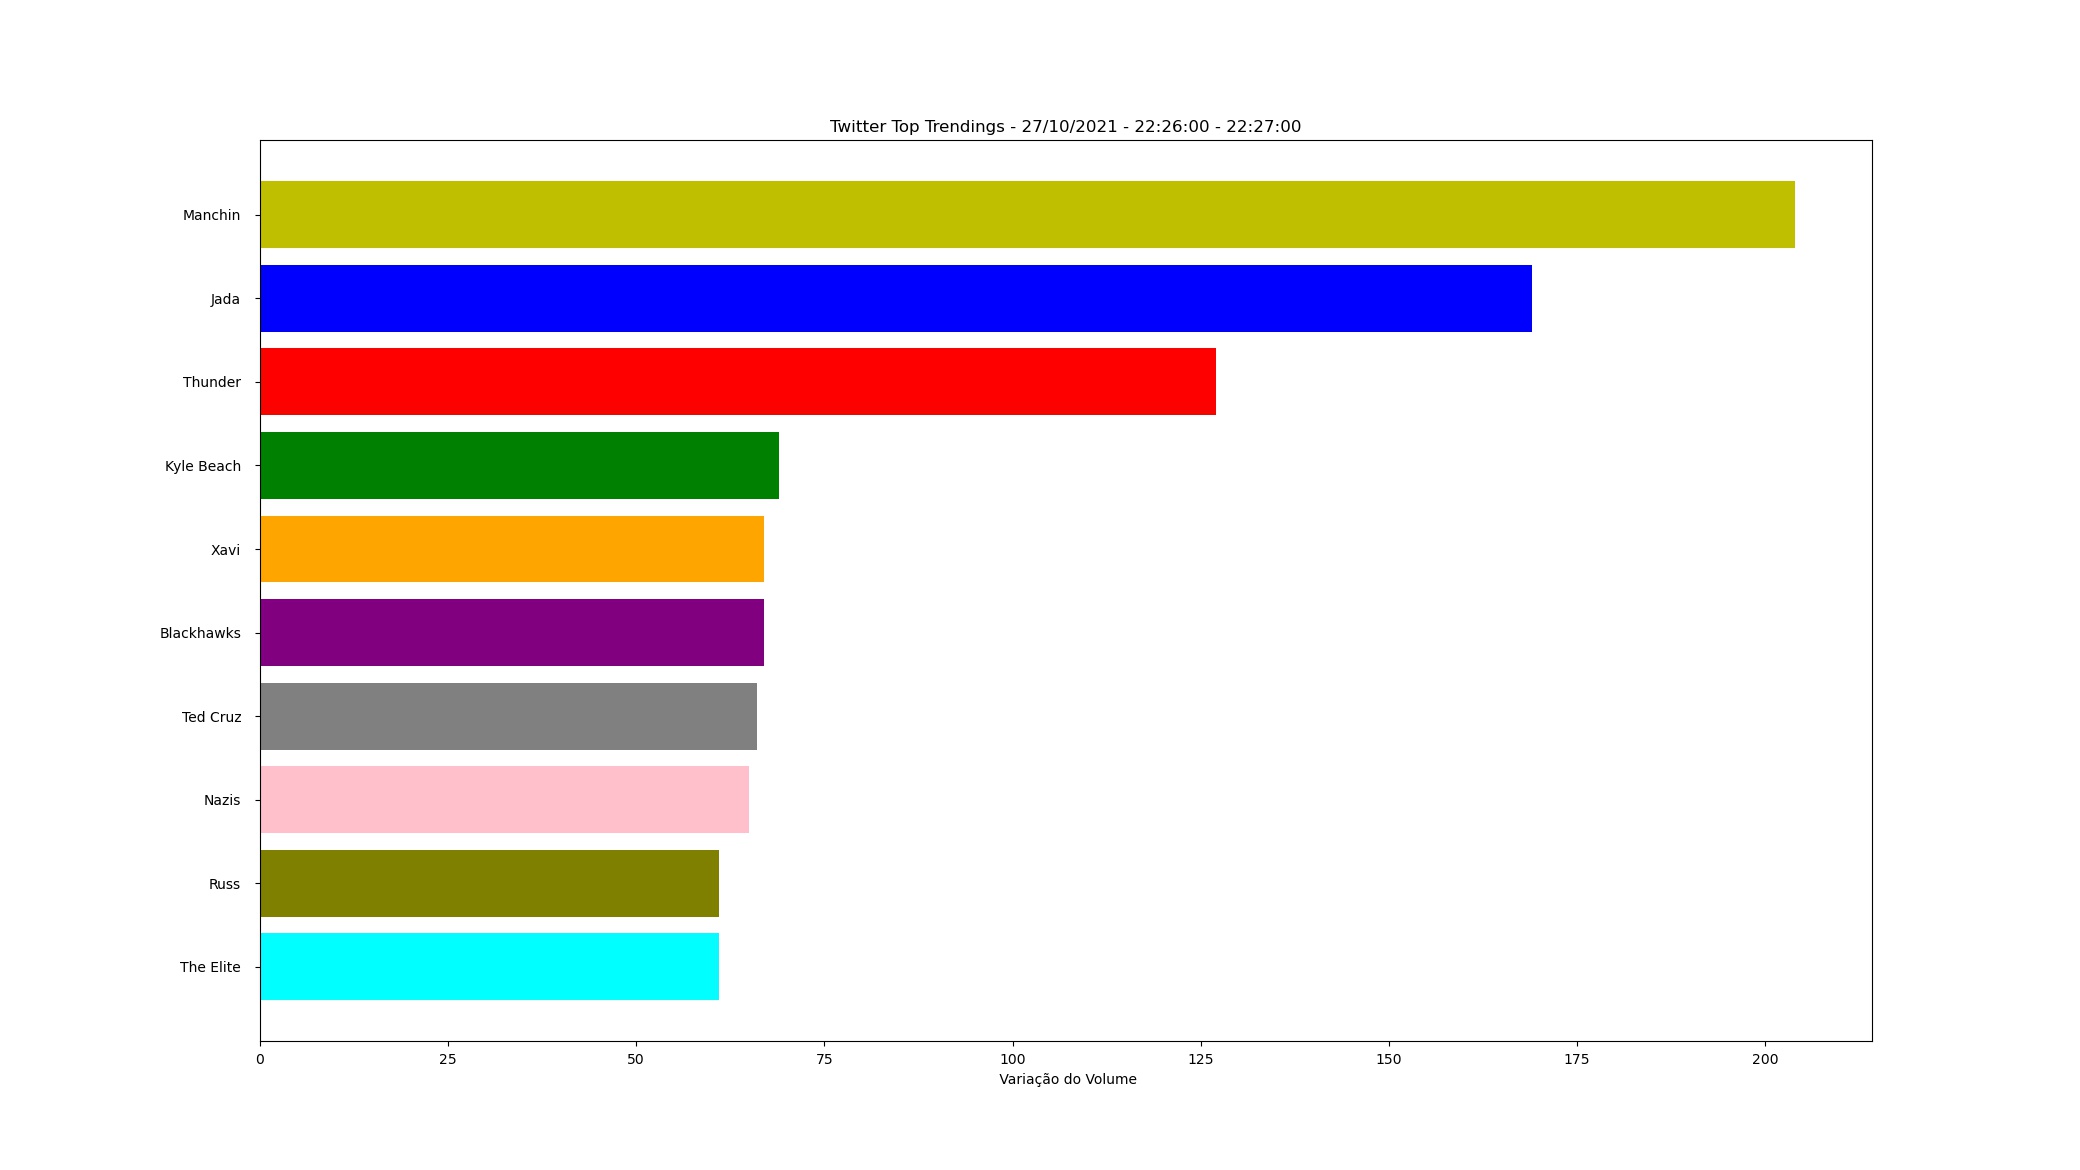 Twitter Top Trendings - 27/10/2021 - 22:26:00 - 22:27:00
Manchin
Jada
Thunder
Kyle Beach
Xavi
Blackhawks
Ted Cruz
Nazis
Russ
The Elite
0 25 50 75 100 125 150 175 200
Variação do Volume